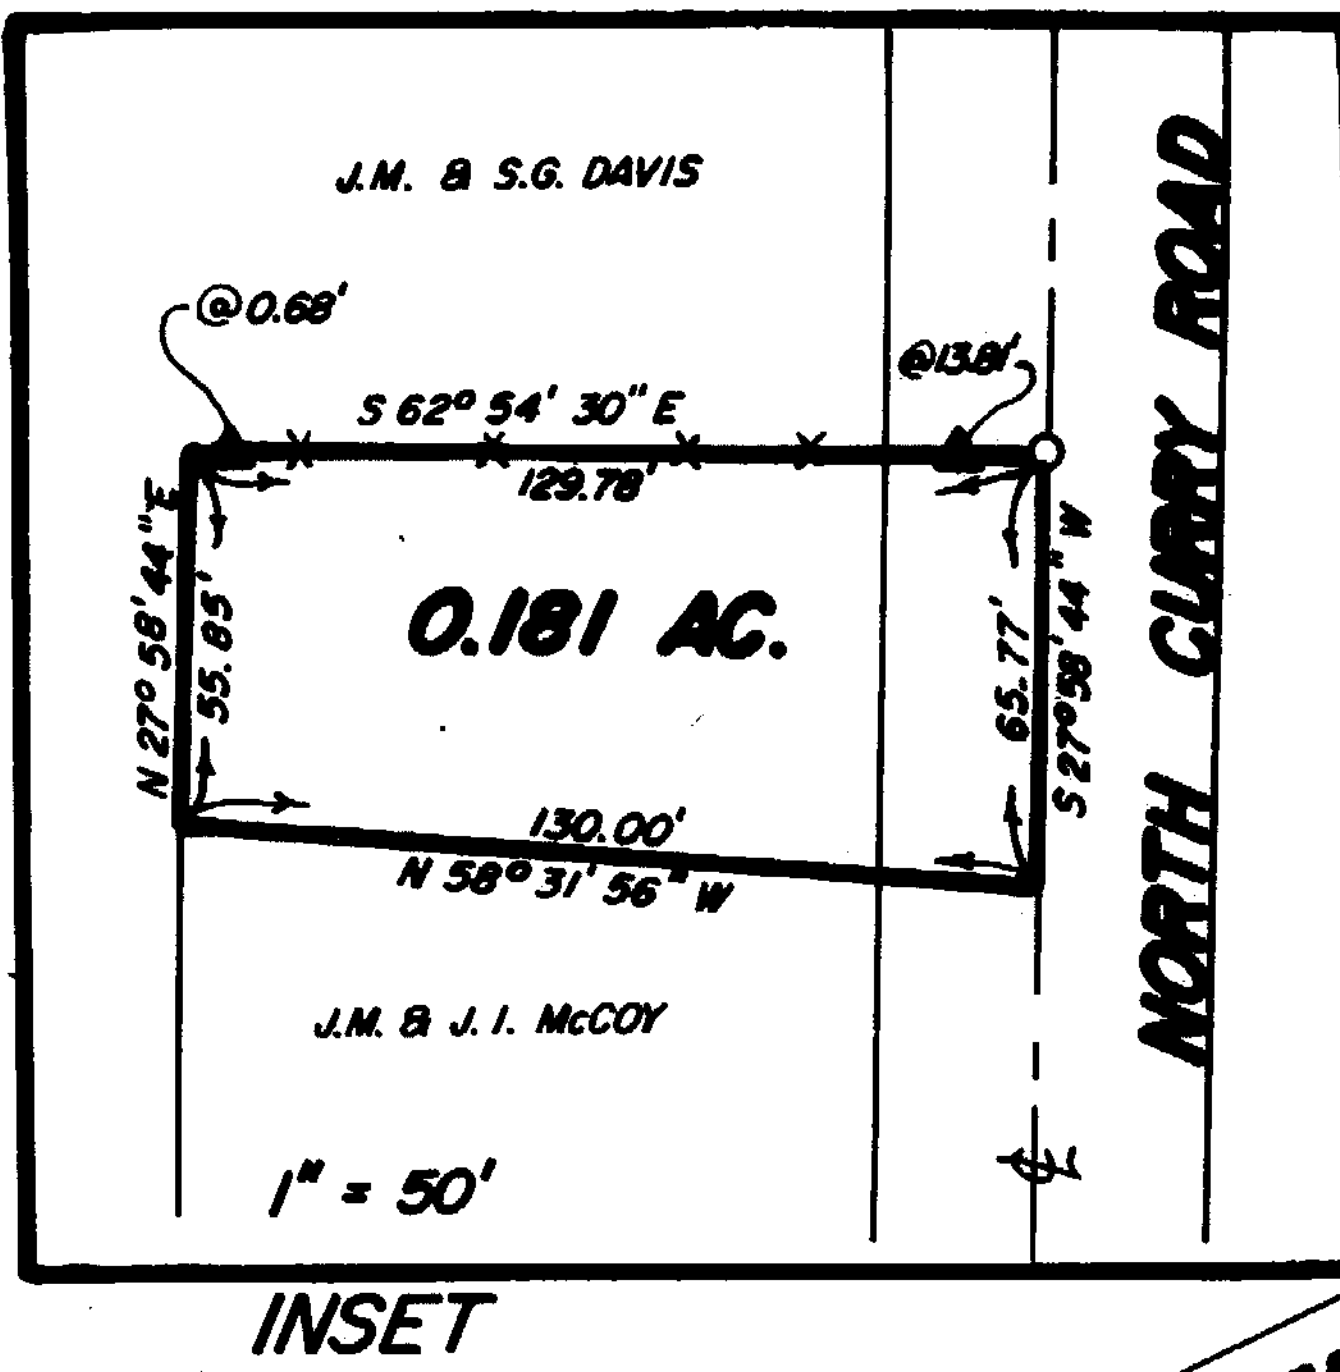 J.M. & S.G. DAVIS
@0.68'
@13.81'
S 62° 54' 30" E
129.78'
N 27° 58' 44" E
55.85'
0.181 AC.
65.77'
S 27° 58' 44" W
NORTH CURRY ROAD
130.00'
N 58° 31' 56" W
J.M. & J. I. McCOY
℄
1" = 50'
INSET